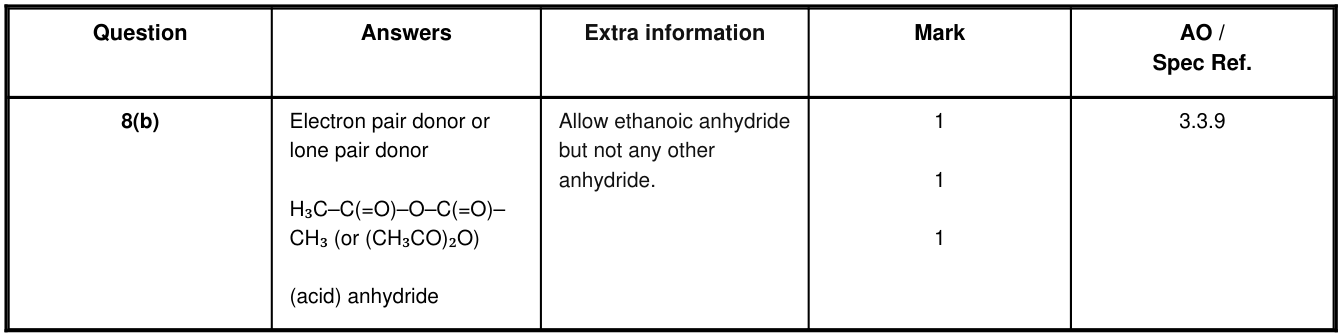 Question Answers Extra information Mark AO /
Spec Ref.
8(b) Electron pair donor or Allow ethanoic anhydride 1 3.3.9
lone pair donor but not any other
anhydride. 1
H₃C–C(=O)–O–C(=O)–
CH₃ (or (CH₃CO)₂O) 1
(acid) anhydride